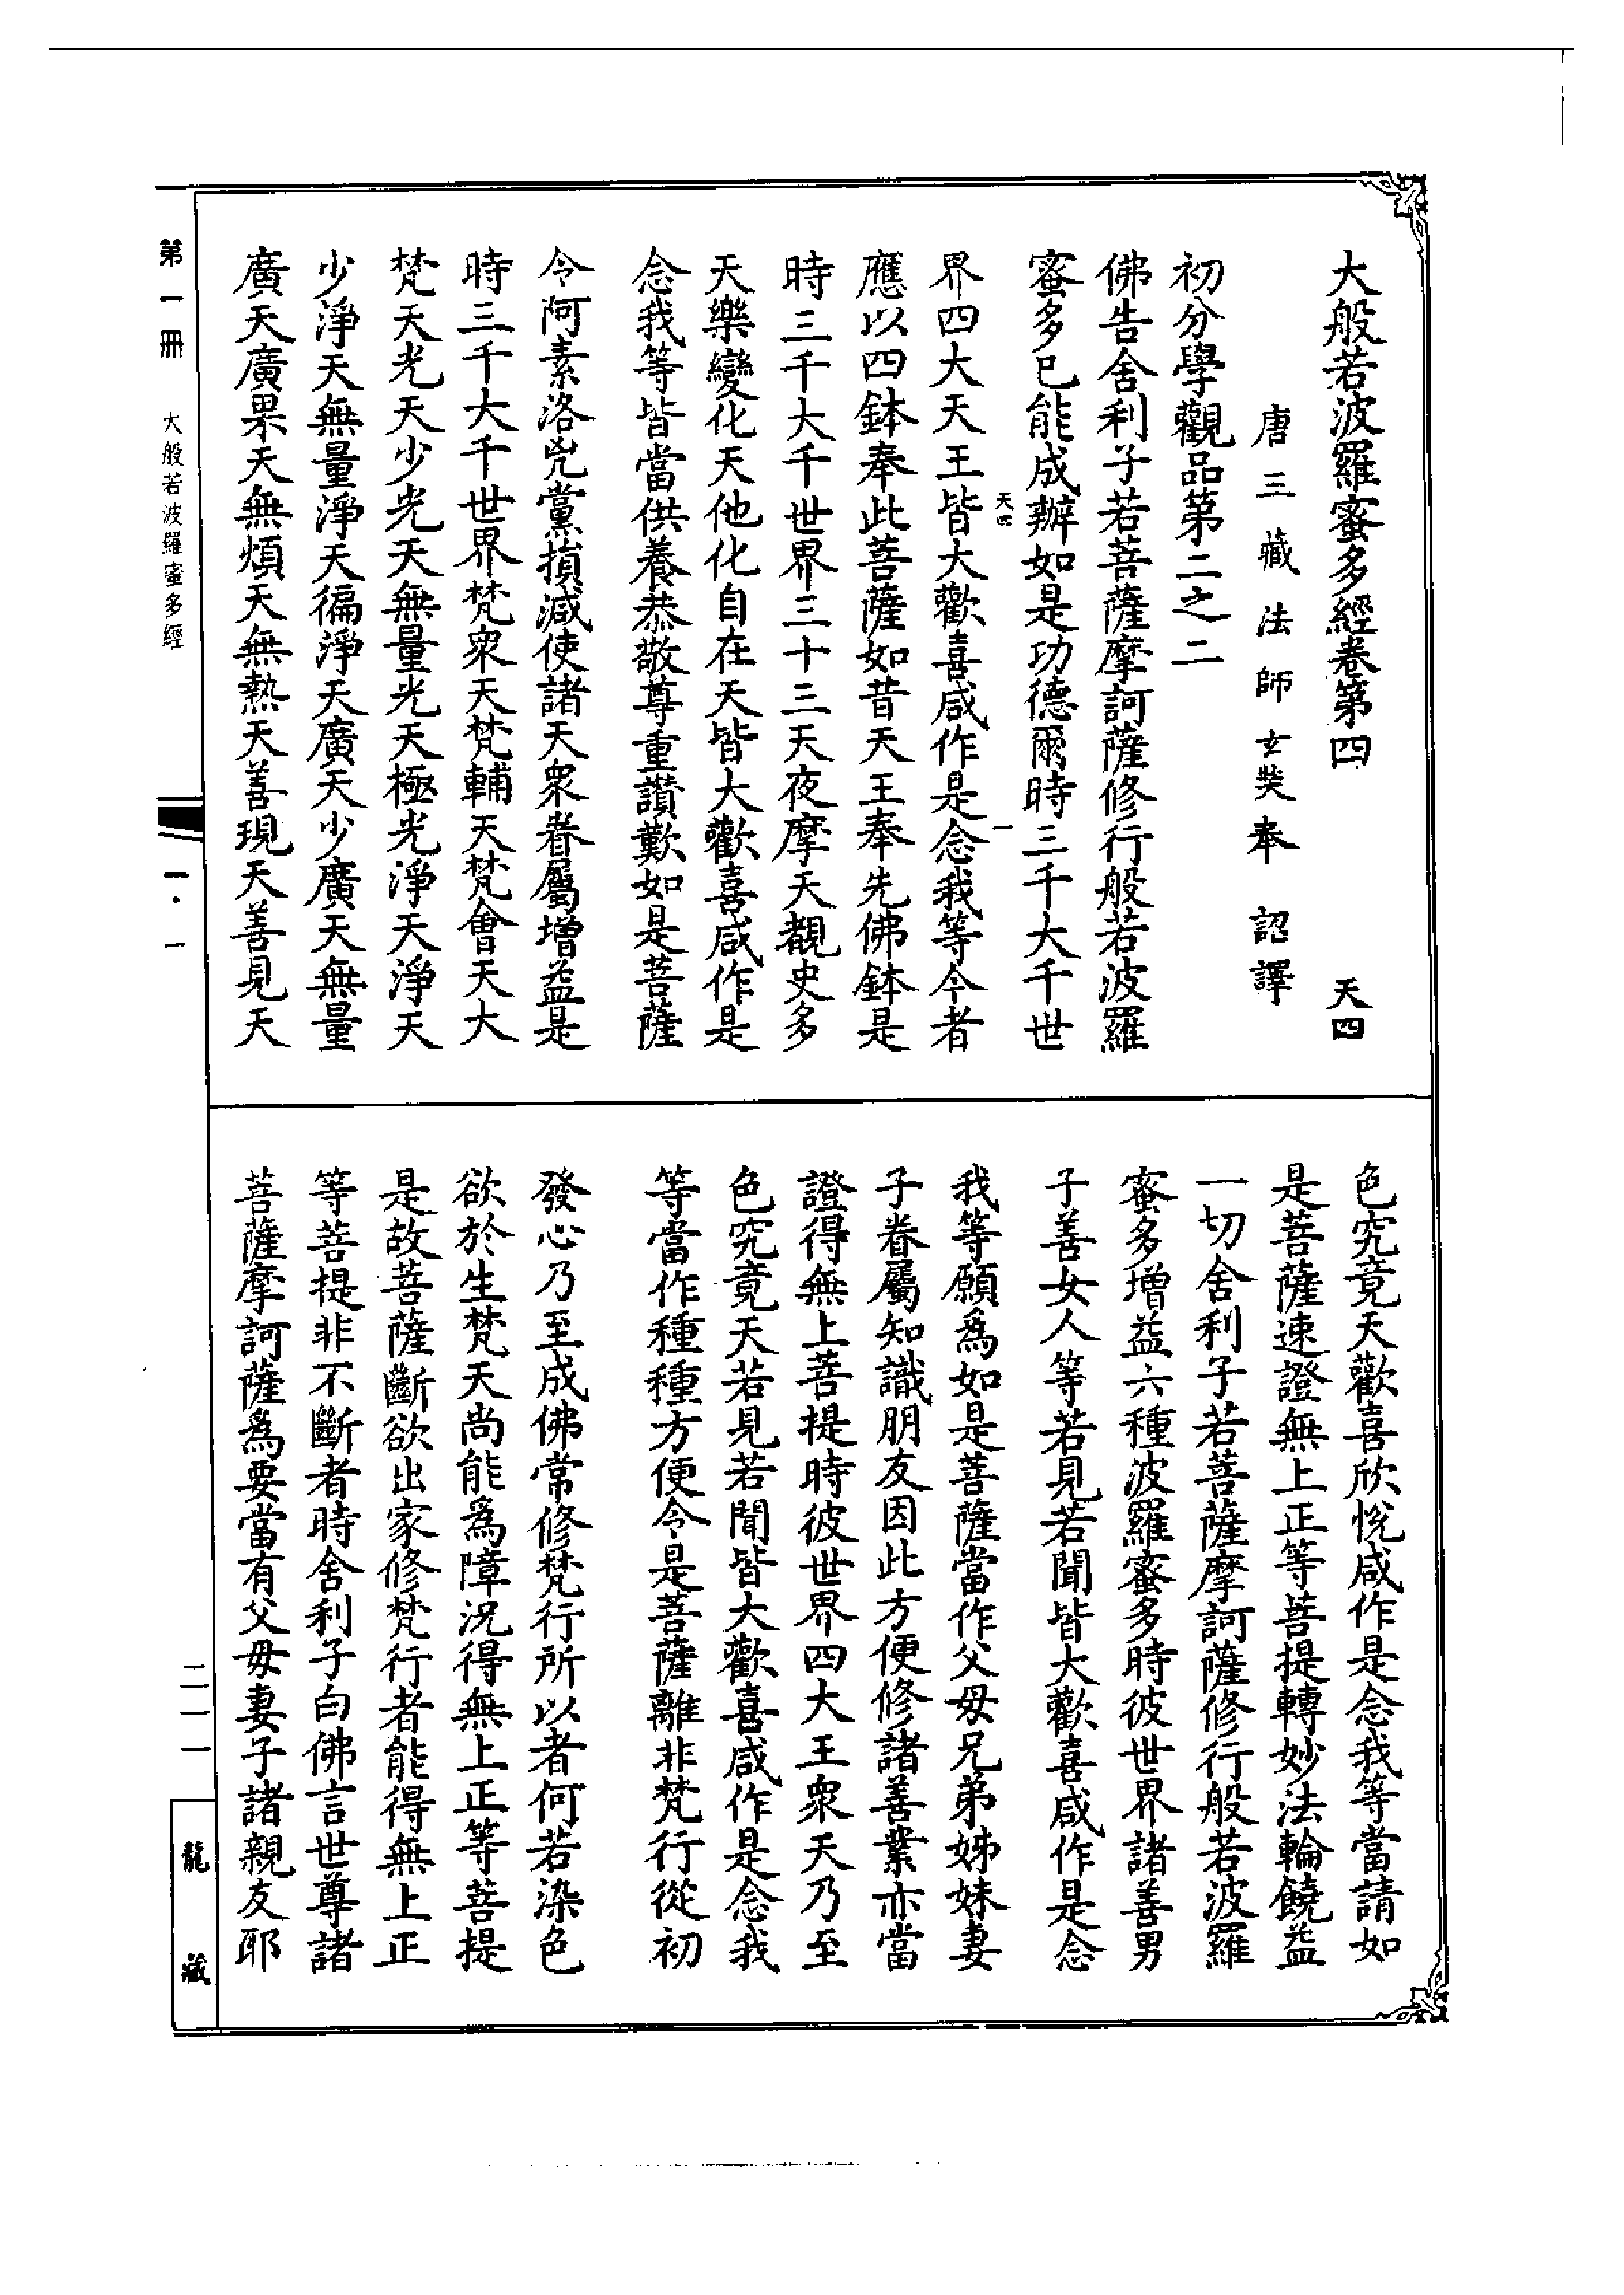 大般若波羅蜜多經卷第四　天四
唐三藏法師玄奘奉　詔譯
初分學觀品第二之二
佛告舍利子若菩薩摩訶薩修行般若波羅
蜜多已能成辦如是功德爾時三千大千世
天四　一
界四大天王皆大歡喜咸作是念我等今者
應以四鉢奉此菩薩如昔天王奉先佛鉢是
時三千大千世界三十三天夜摩天覩史多
天樂變化天他化自在天皆大歡喜咸作是
念我等皆當供養恭敬尊重讚歎如是菩薩
令阿素洛兇黨損減使諸天衆眷屬增益是
時三千大千世界梵衆天梵輔天梵會天大
梵天光天少光天無量光天極光淨天淨天
少淨天無量淨天徧淨天廣天少廣天無量
廣天廣果天無煩天無熱天善現天善見天
色究竟天歡喜欣悅咸作是念我等當請如
是菩薩速證無上正等菩提轉妙法輪饒益
一切舍利子若菩薩摩訶薩修行般若波羅
蜜多增益六種波羅蜜多時彼世界諸善男
子善女人等若見若聞皆大歡喜咸作是念
我等願爲如是菩薩當作父母兄弟姊妹妻
子眷屬知識朋友因此方便修諸善業亦當
證得無上菩提時彼世界四大王衆天乃至
色究竟天若見若聞皆大歡喜咸作是念我
等當作種種方便令是菩薩離非梵行從初
發心乃至成佛常修梵行所以者何若染色
欲於生梵天尚能爲障況得無上正等菩提
是故菩薩斷欲出家修梵行者能得無上正
等菩提非不斷者時舍利子白佛言世尊諸
菩薩摩訶薩爲要當有父母妻子諸親友耶
第一冊　大般若波羅蜜多經　一·一
二一一
龍藏